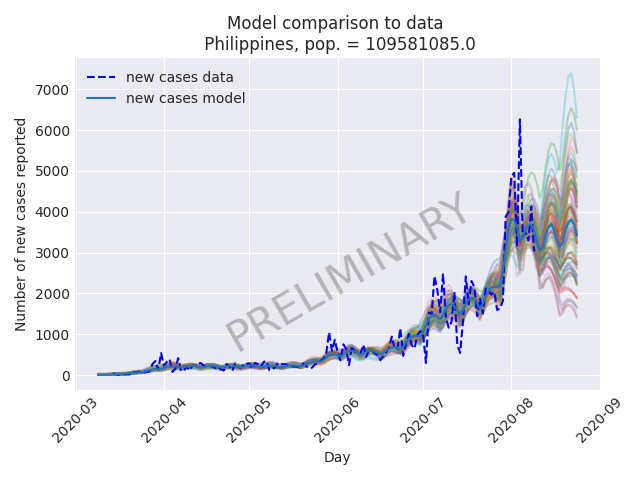 Model comparison to data
Philippines, pop. = 109581085.0
new cases data
new cases model
7000
6000
5000
4000
3000
2000
1000
0
Number of new cases reported
PRELIMINARY
2020-03
2020-04
2020-05
2020-06
2020-07
2020-08
2020-09
Day